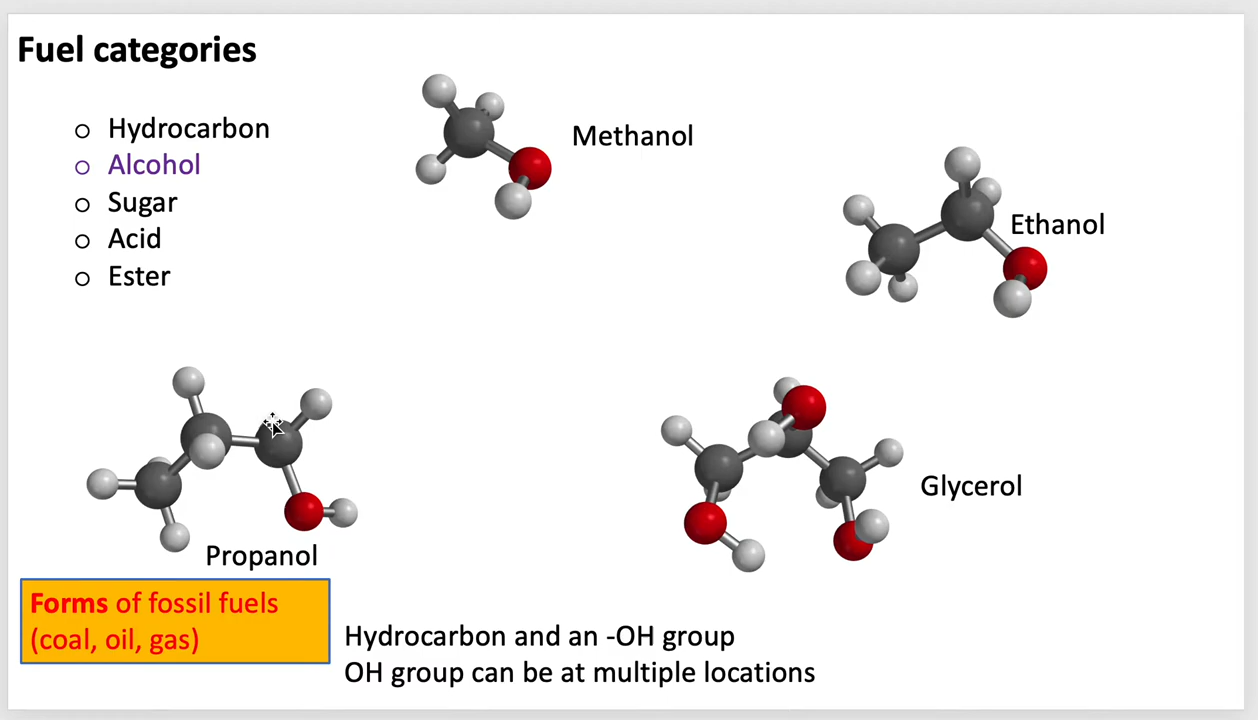 Fuel categories
Hydrocarbon
Alcohol
Sugar
Acid
Ester
Methanol
Ethanol
Propanol
Glycerol
Forms of fossil fuels
(coal, oil, gas)
Hydrocarbon and an -OH group
OH group can be at multiple locations